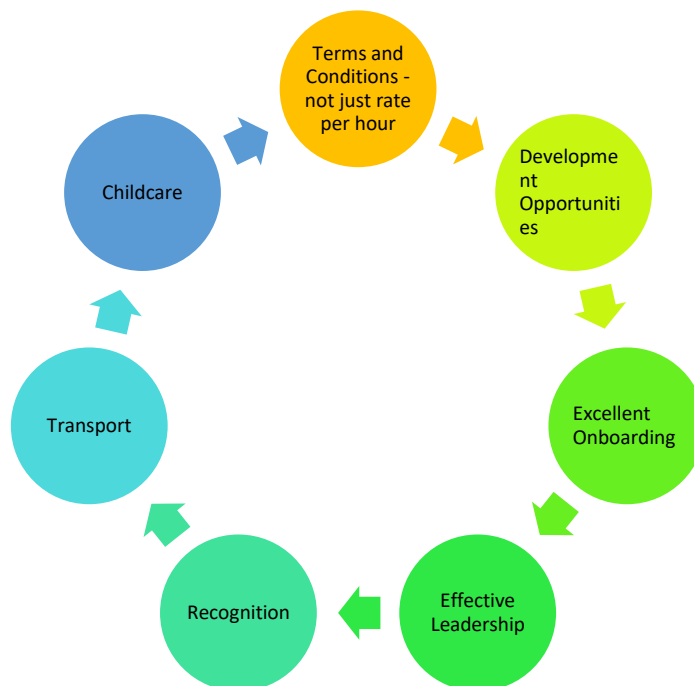 Terms and
Conditions -
not just rate
per hour
Developme
nt
Opportuniti
es
Excellent
Onboarding
Effective
Leadership
Recognition
Transport
Childcare